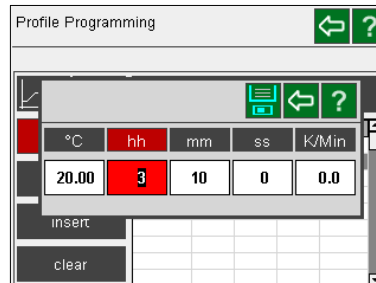 Profile Programming
?
?
°C hh mm ss K/Min
20.00 3 10 0 0.0
insert
clear